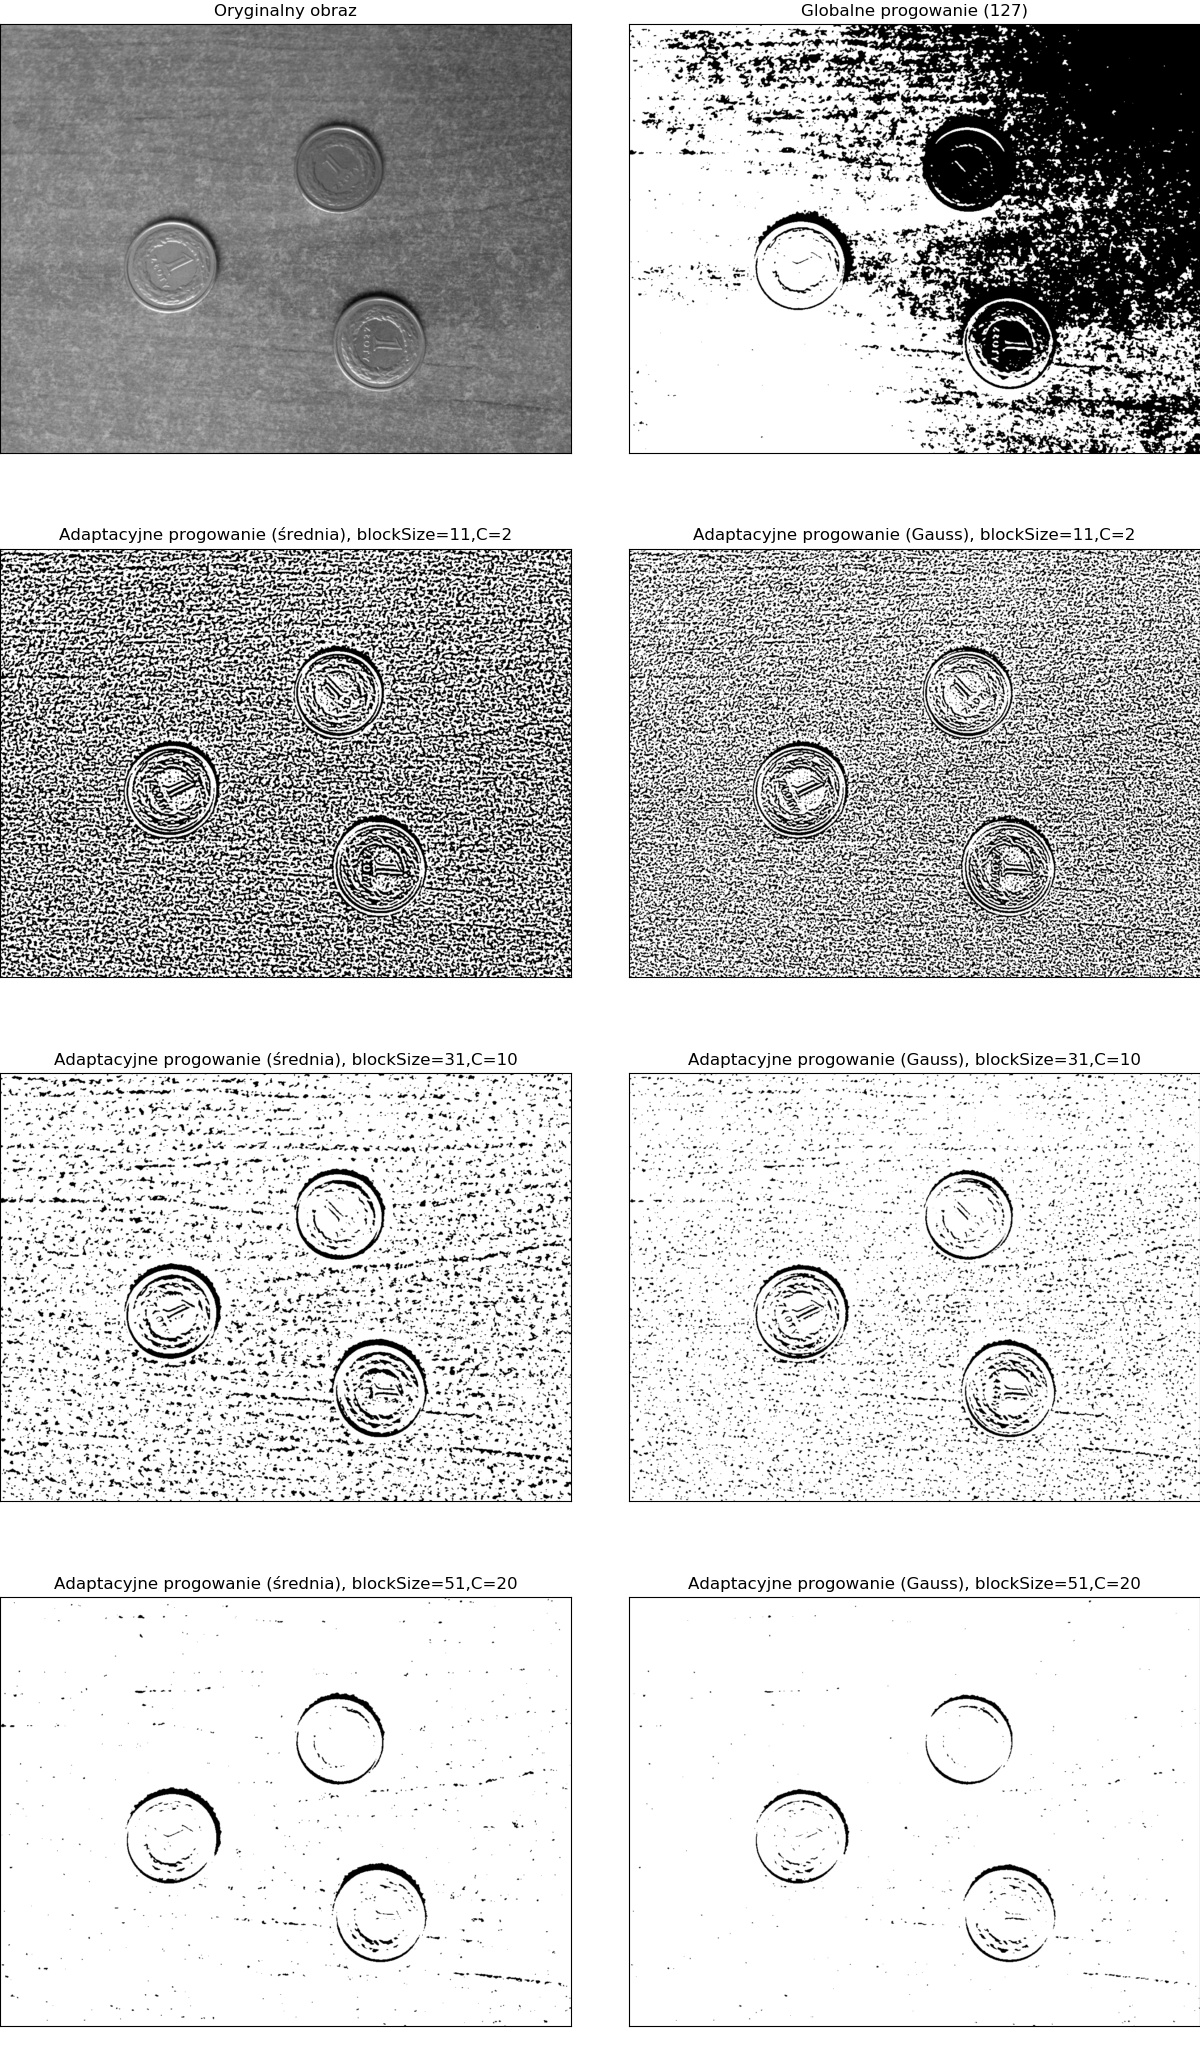 Oryginalny obraz
Globalne progowanie (127)
Adaptacyjne progowanie (średnia), blockSize=11,C=2
Adaptacyjne progowanie (Gauss), blockSize=11,C=2
Adaptacyjne progowanie (średnia), blockSize=31,C=10
Adaptacyjne progowanie (Gauss), blockSize=31,C=10
Adaptacyjne progowanie (średnia), blockSize=51,C=20
Adaptacyjne progowanie (Gauss), blockSize=51,C=20